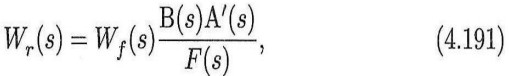 W_r(s) = W_f(s) \frac{B(s)A'(s)}{F(s)}, (4.191)